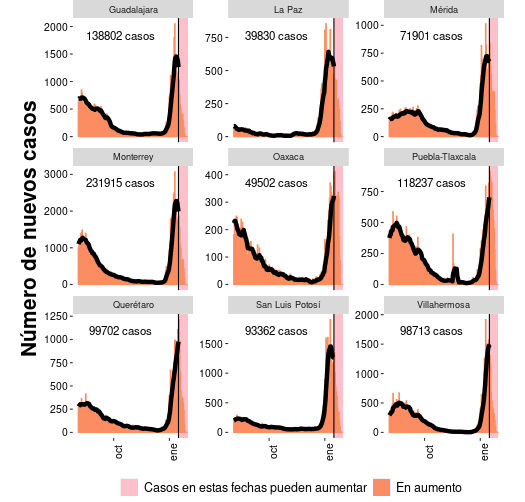 Número de nuevos casos
Guadalajara
La Paz
Mérida
138802 casos
39830 casos
71901 casos
2000
1500
1000
500
0
750
500
250
0
1000
750
500
250
0
Monterrey
Oaxaca
Puebla-Tlaxcala
231915 casos
49502 casos
118237 casos
3000
2000
1000
0
400
300
200
100
0
750
500
250
0
Querétaro
San Luis Potosí
Villahermosa
99702 casos
93362 casos
98713 casos
1250
1000
750
500
250
0
1500
1000
500
0
2000
1500
1000
500
0
oct
ene
oct
ene
oct
ene
Casos en estas fechas pueden aumentar
En aumento